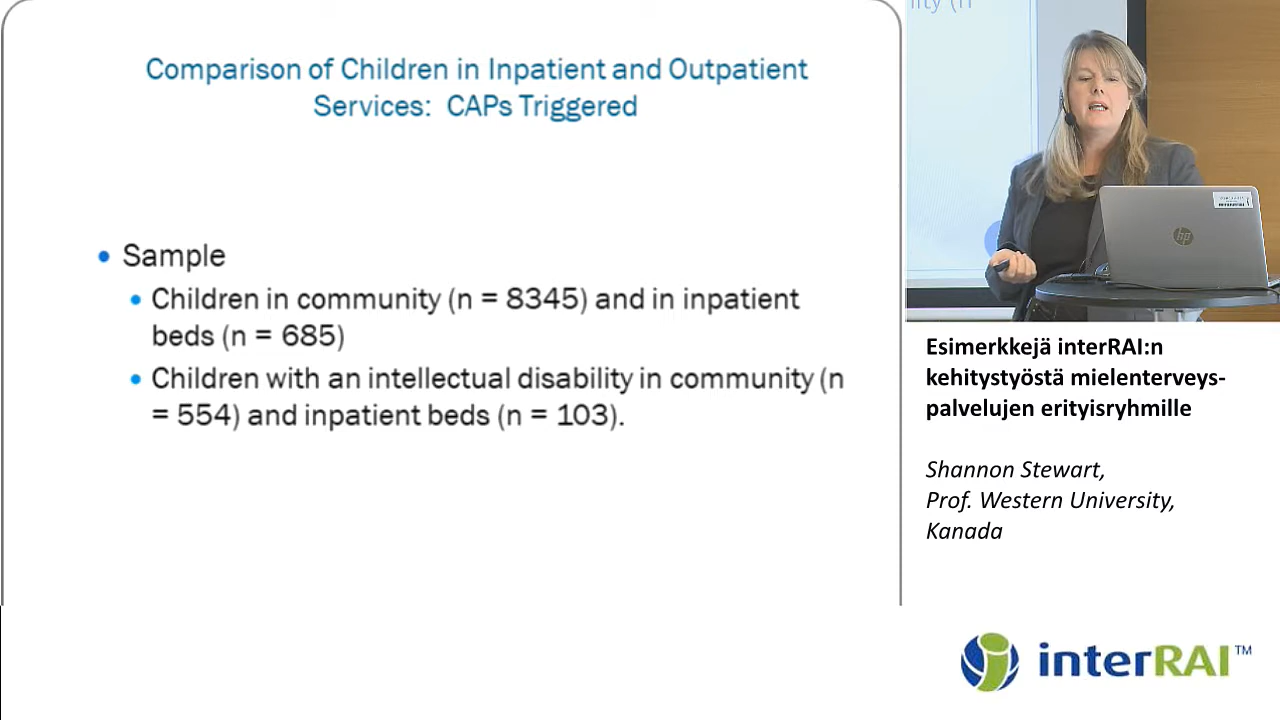 Comparison of Children in Inpatient and Outpatient
Services: CAPs Triggered
• Sample
• Children in community (n = 8345) and in inpatient
beds (n = 685)
• Children with an intellectual disability in community (n
= 554) and inpatient beds (n = 103).
hp
Esimerkkejä interRAI:n
kehitystyöstä mielenterveys-
palvelujen erityisryhmille
Shannon Stewart,
Prof. Western University,
Kanada
interRAI™